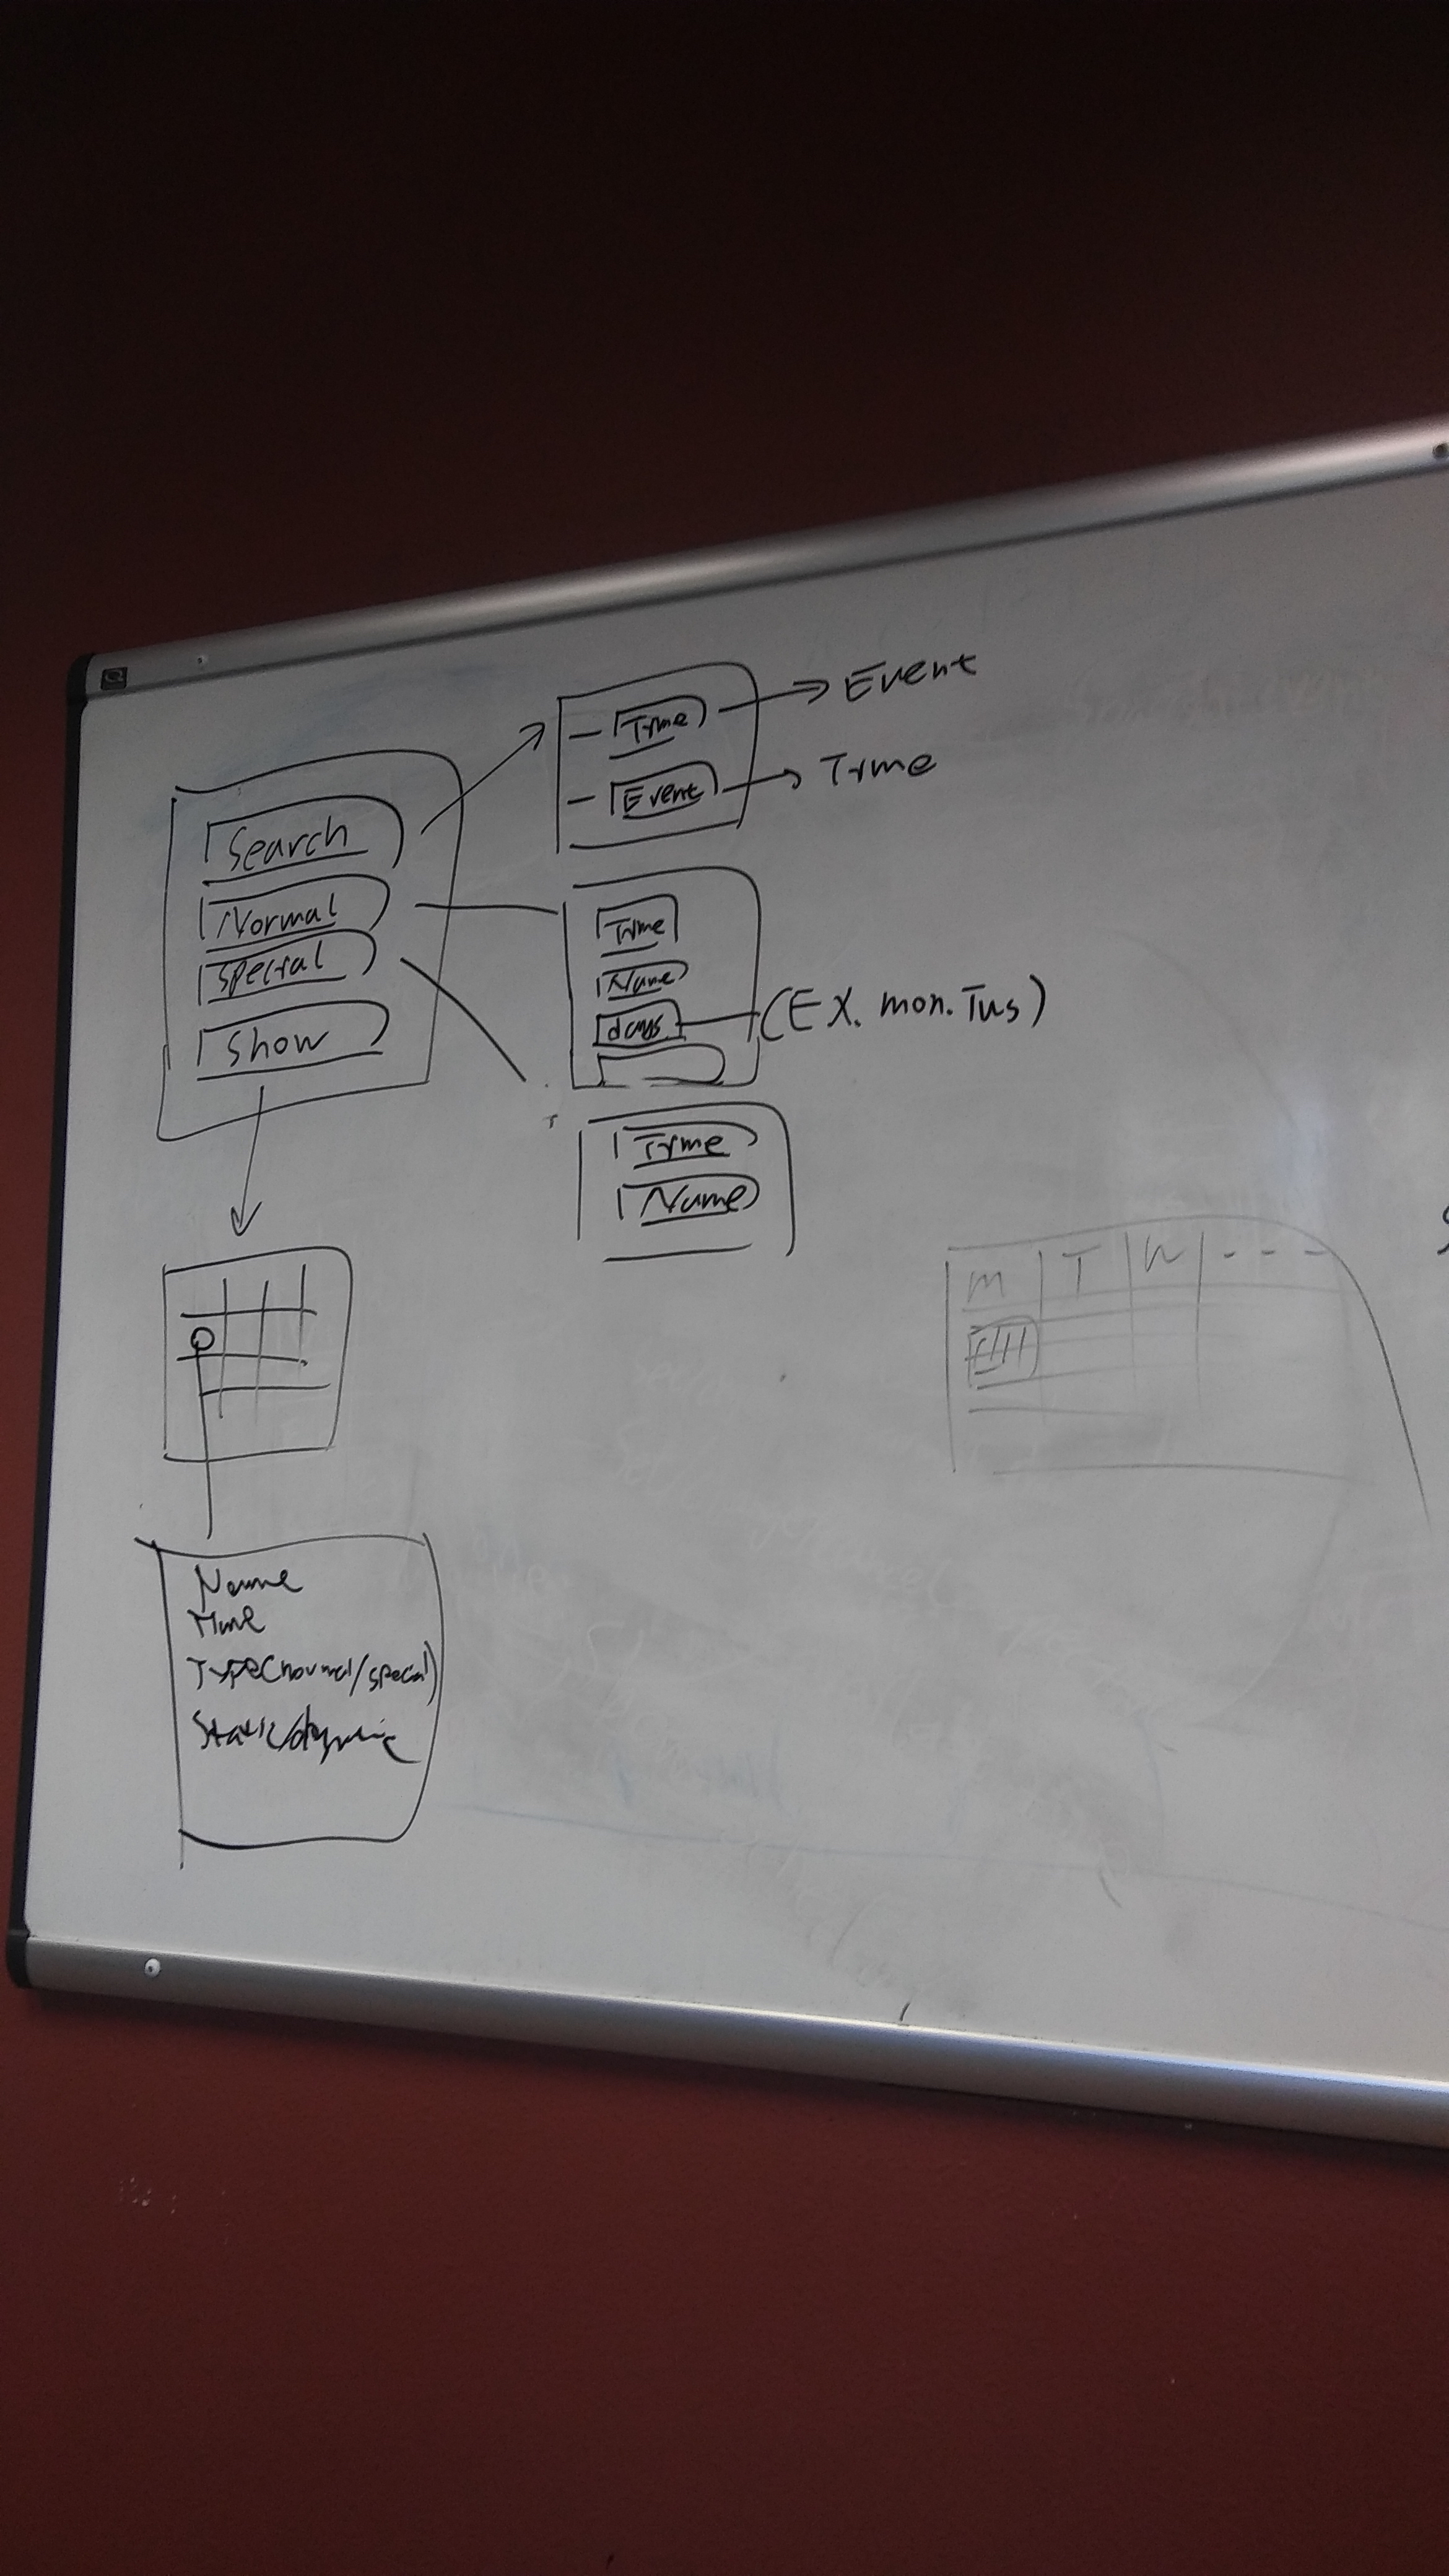 Search
Normal
Special
Show
Time
Event
Event
Time
Time
Name
days
(EX. mon. Tus)
Time
Name
M T W - - -
Name
Time
Type(normal/special)
Static/dynamic